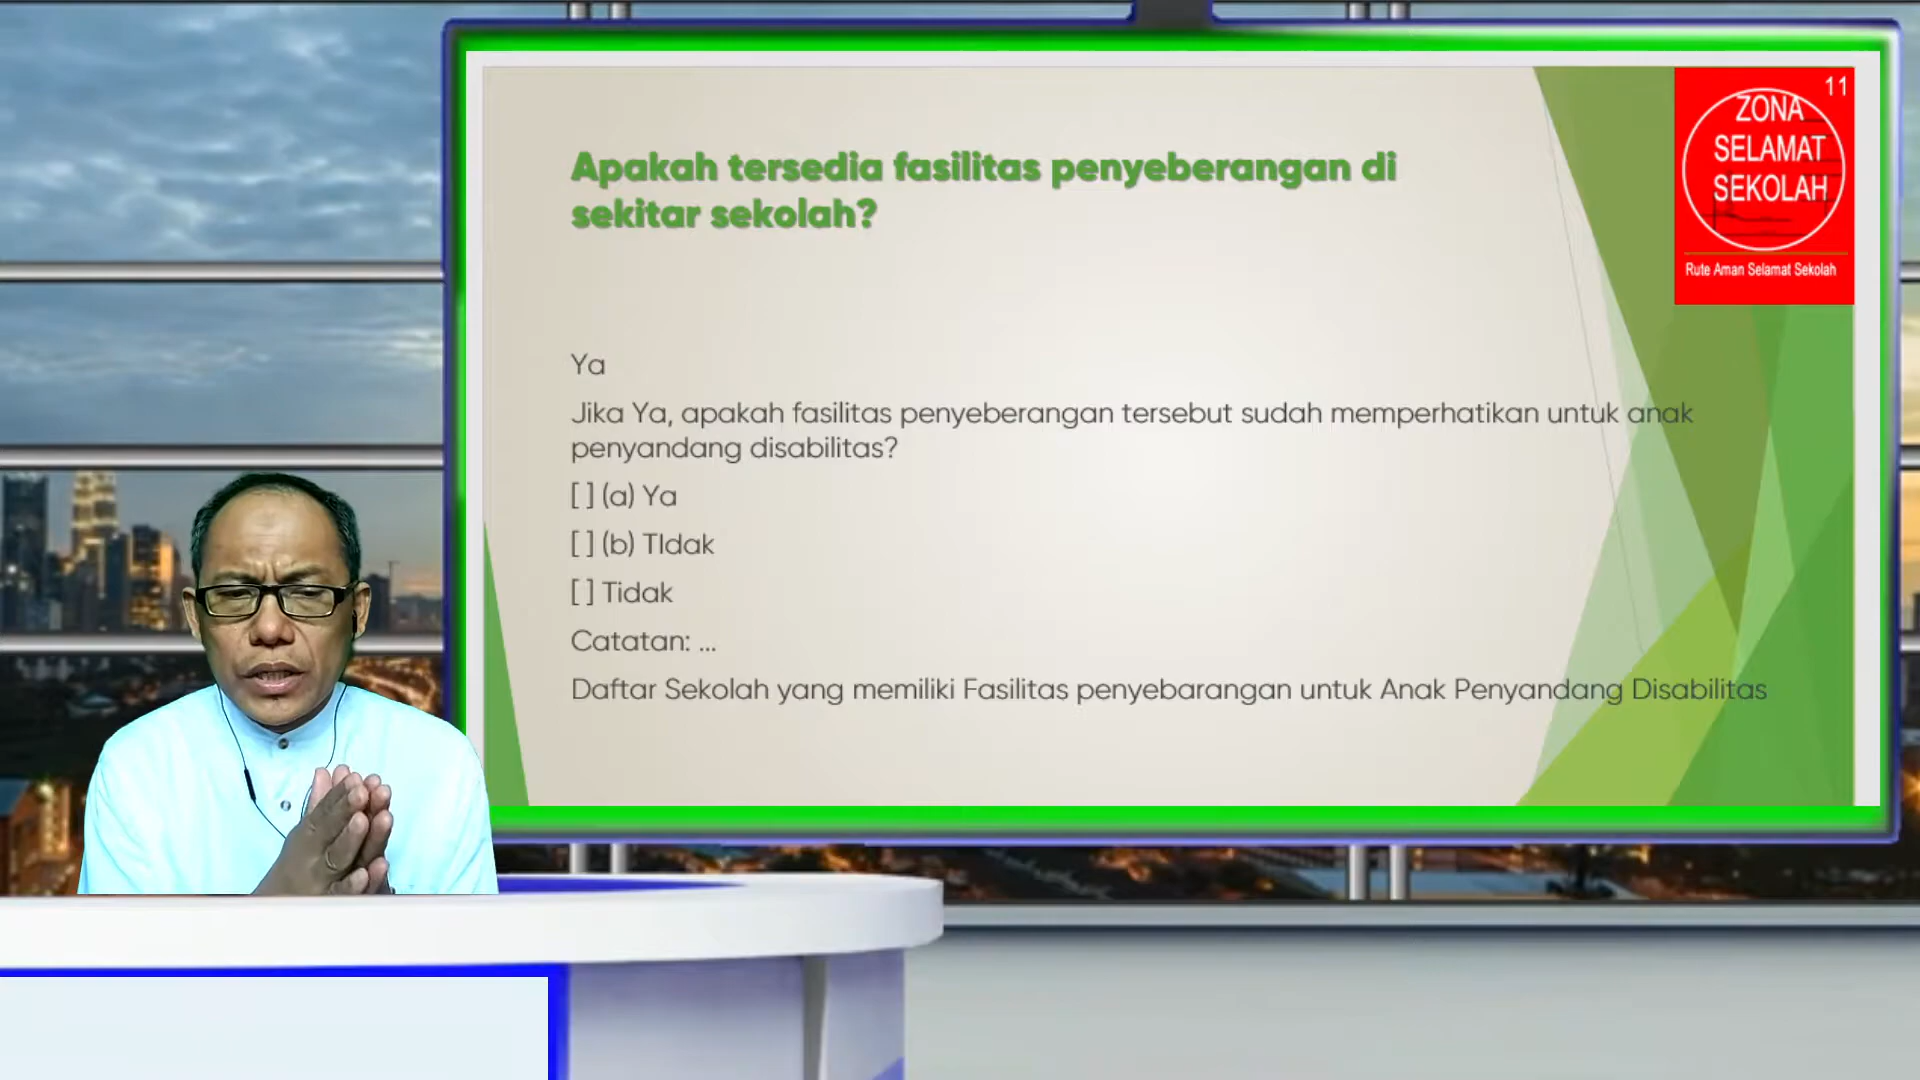 11
ZONA
SELAMAT
SEKOLAH
Rute Aman Selamat Sekolah
Apakah tersedia fasilitas penyeberangan di
sekitar sekolah?
Ya
Jika Ya, apakah fasilitas penyeberangan tersebut sudah memperhatikan untuk anak
penyandang disabilitas?
[ ] (a) Ya
[ ] (b) TIdak
[ ] Tidak
Catatan: ...
Daftar Sekolah yang memiliki Fasilitas penyebarangan untuk Anak Penyandang Disabilitas